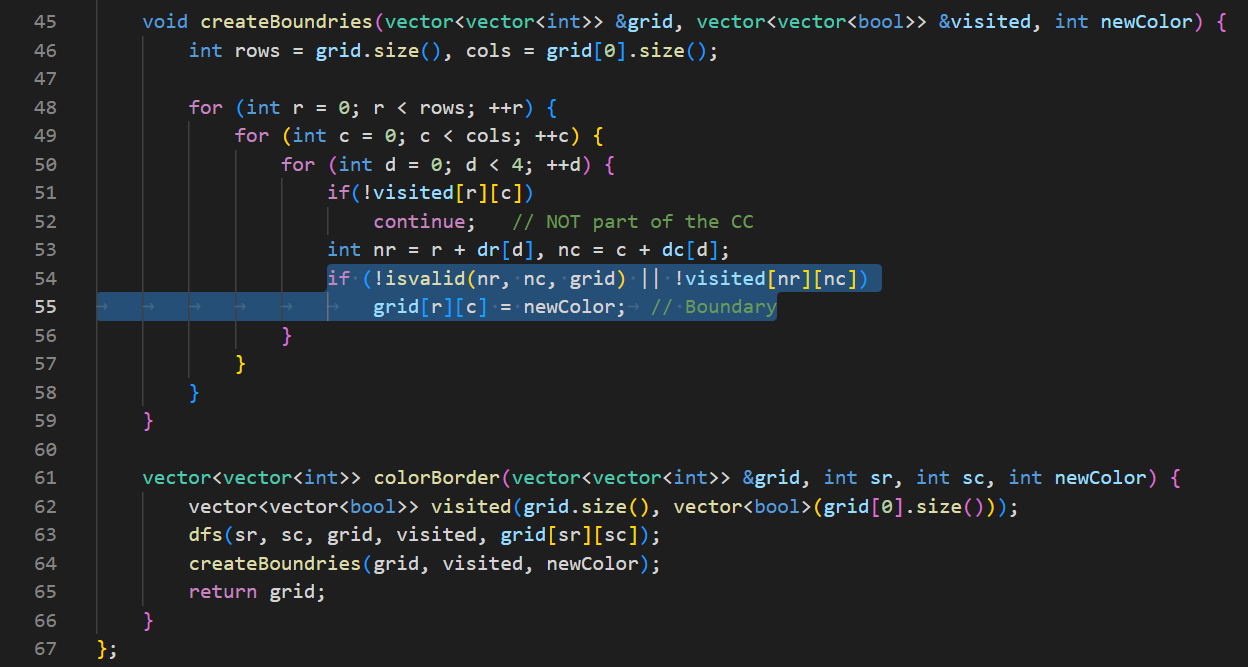 45 void createBoundries(vector<vector<int>> &grid, vector<vector<bool>> &visited, int newColor) {
46 int rows = grid.size(), cols = grid[0].size();
47
48 for (int r = 0; r < rows; ++r) {
49 for (int c = 0; c < cols; ++c) {
50 for (int d = 0; d < 4; ++d) {
51 if(!visited[r][c])
52 continue; // NOT part of the CC
53 int nr = r + dr[d], nc = c + dc[d];
54 if (!isvalid(nr, nc, grid) || !visited[nr][nc])
55 grid[r][c] = newColor; // Boundary
56 }
57 }
58 }
59 }
60
61 vector<vector<int>> colorBorder(vector<vector<int>> &grid, int sr, int sc, int newColor) {
62 vector<vector<bool>> visited(grid.size(), vector<bool>(grid[0].size()));
63 dfs(sr, sc, grid, visited, grid[sr][sc]);
64 createBoundries(grid, visited, newColor);
65 return grid;
66 }
67 };